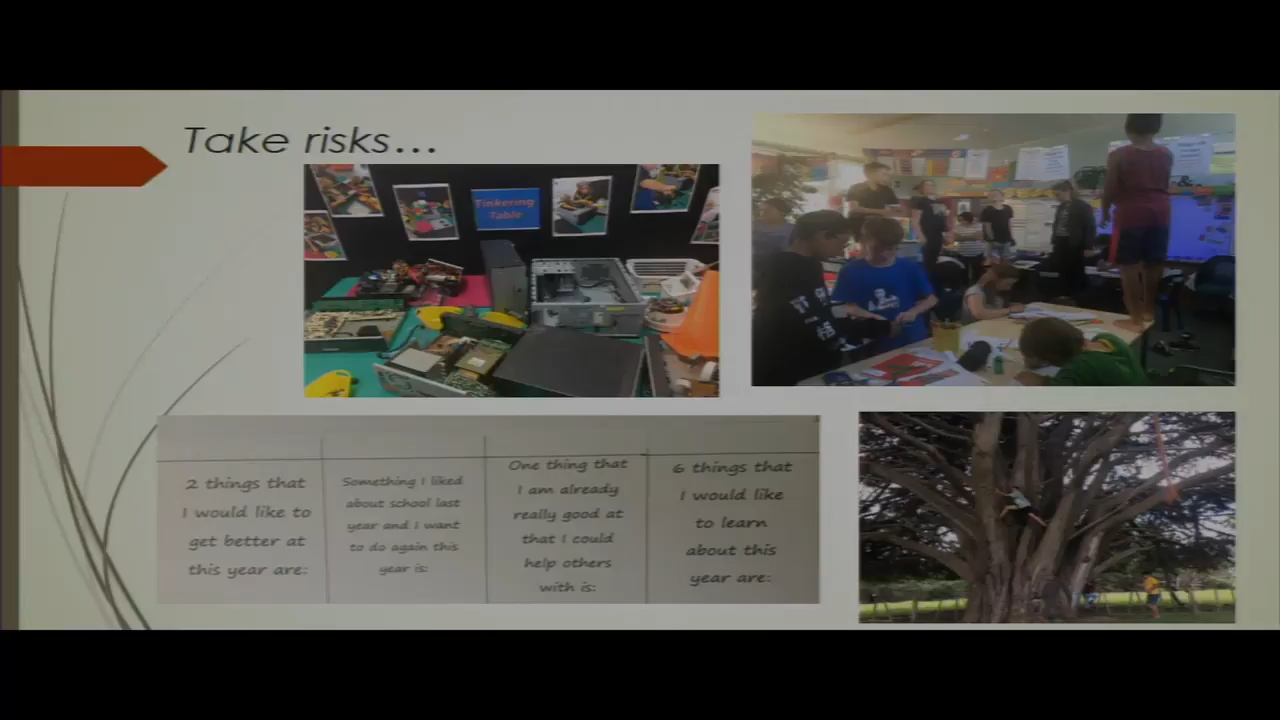 Take risks...
Tinkering
Table
2 things that
I would like to
get better at
this year are:
Something I liked
about school last
year and I want
to do again this
year is:
One thing that
I am already
really good at
that I could
help others
with is:
6 things that
I would like
to learn
about this
year are: